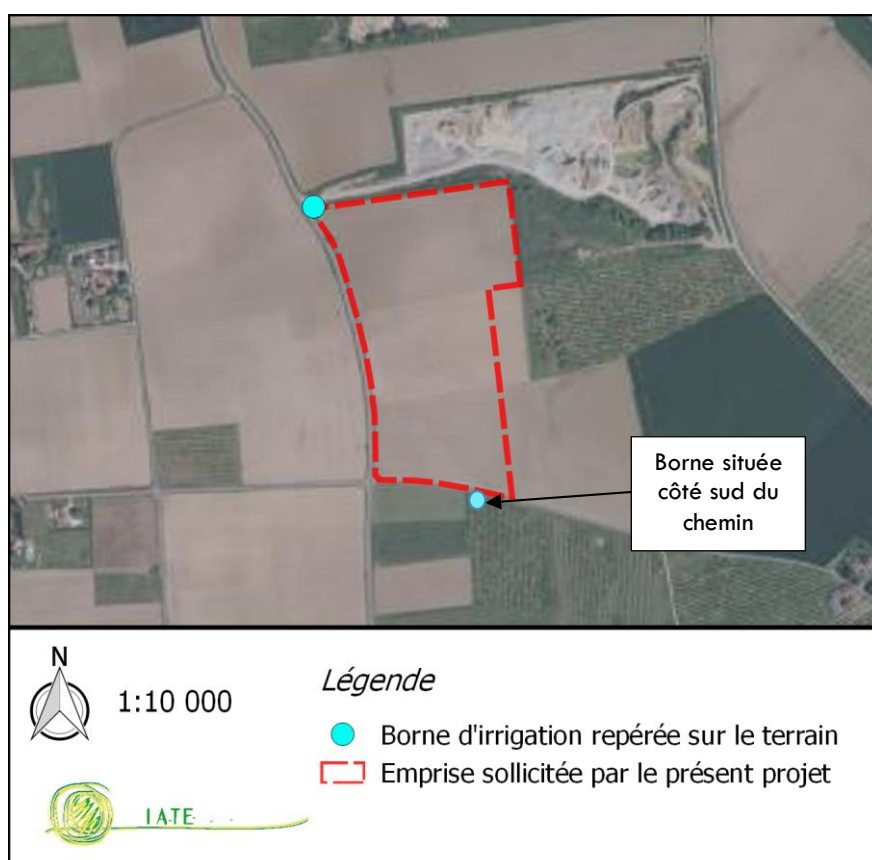 Borne située
côté sud du
chemin
N
1:10 000
Légende
Borne d'irrigation repérée sur le terrain
Emprise sollicitée par le présent projet
IATE